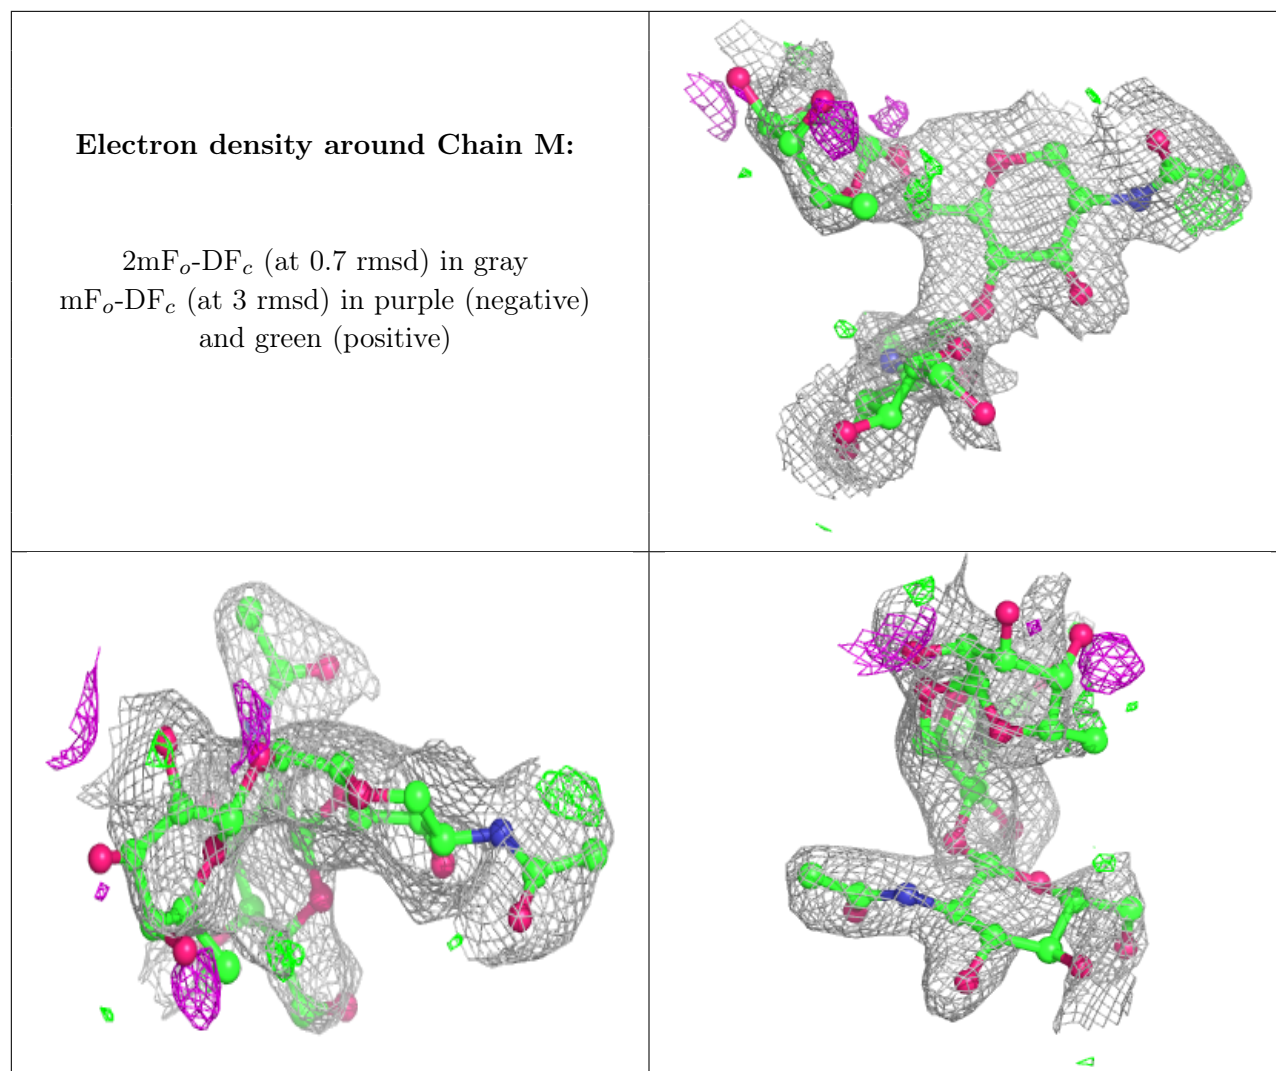 Electron density around Chain M:
2mFo-DFc (at 0.7 rmsd) in gray
mFo-DFc (at 3 rmsd) in purple (negative)
and green (positive)